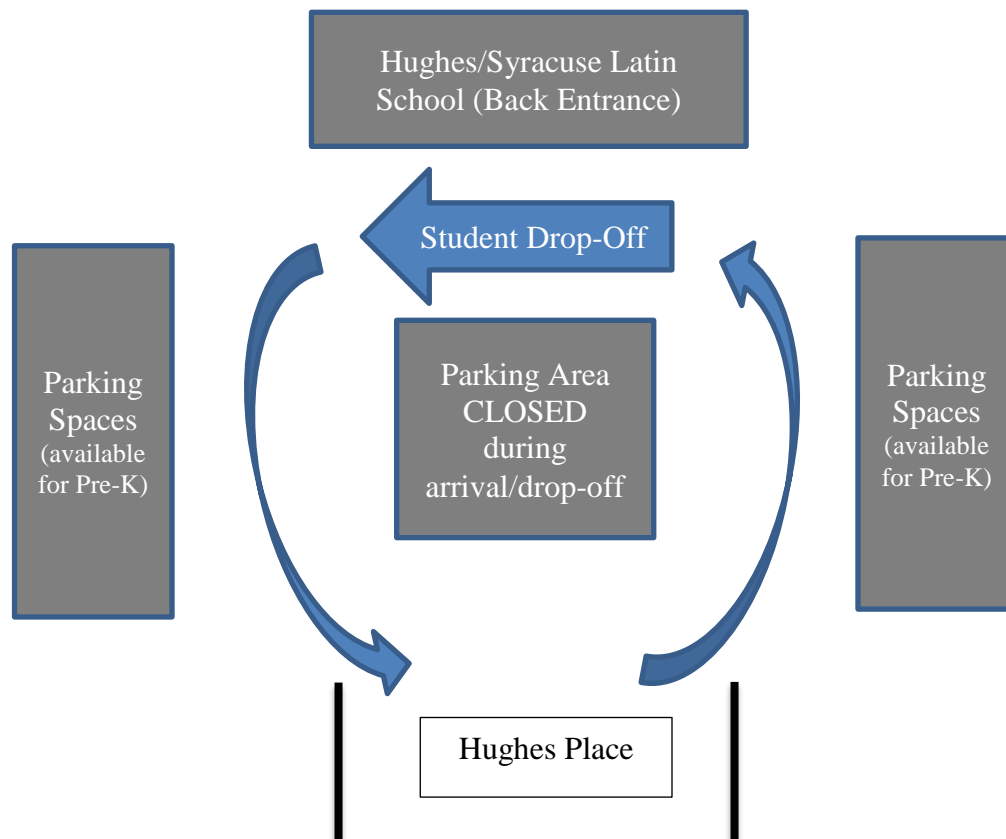 Hughes/Syracuse Latin
School (Back Entrance)
Student Drop-Off
Parking
Spaces
(available
for Pre-K)
Parking Area
CLOSED
during
arrival/drop-off
Parking
Spaces
(available
for Pre-K)
Hughes Place